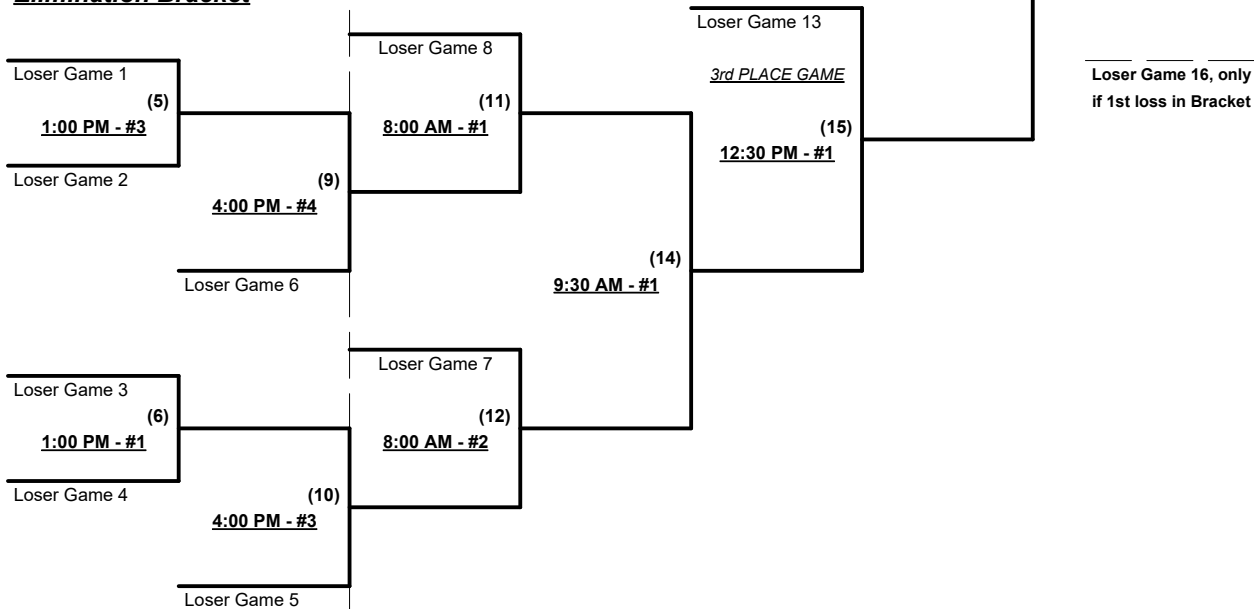 Elimination Bracket
Loser Game 13
Loser Game 8
Loser Game 1
3rd PLACE GAME
Loser Game 16, only
if 1st loss in Bracket
(5)
1:00 PM - #3
(11)
8:00 AM - #1
(15)
12:30 PM - #1
Loser Game 2
(9)
4:00 PM - #4
(14)
9:30 AM - #1
Loser Game 6
Loser Game 7
Loser Game 3
(6)
1:00 PM - #1
(12)
8:00 AM - #2
Loser Game 4
(10)
4:00 PM - #3
Loser Game 5